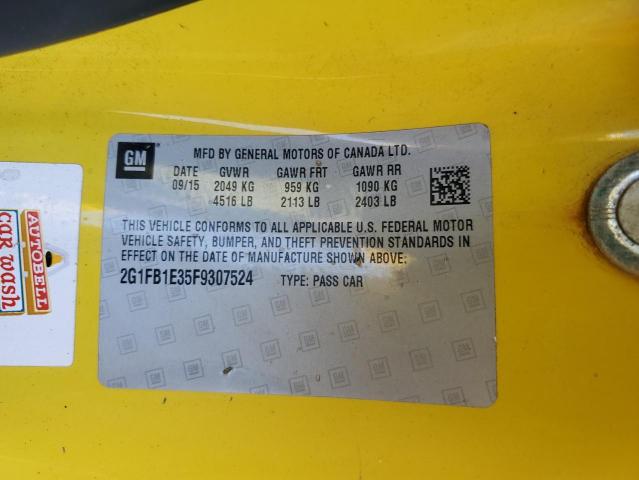 GM
MFD BY GENERAL MOTORS OF CANADA LTD.
DATE GVWR GAWR FRT GAWR RR
09/15 2049 KG 959 KG 1090 KG
4516 LB 2113 LB 2403 LB
THIS VEHICLE CONFORMS TO ALL APPLICABLE U.S. FEDERAL MOTOR
VEHICLE SAFETY, BUMPER, AND THEFT PREVENTION STANDARDS IN
EFFECT ON THE DATE OF MANUFACTURE SHOWN ABOVE.
2G1FB1E35F9307524 TYPE: PASS CAR
AUTOBELL
car wash